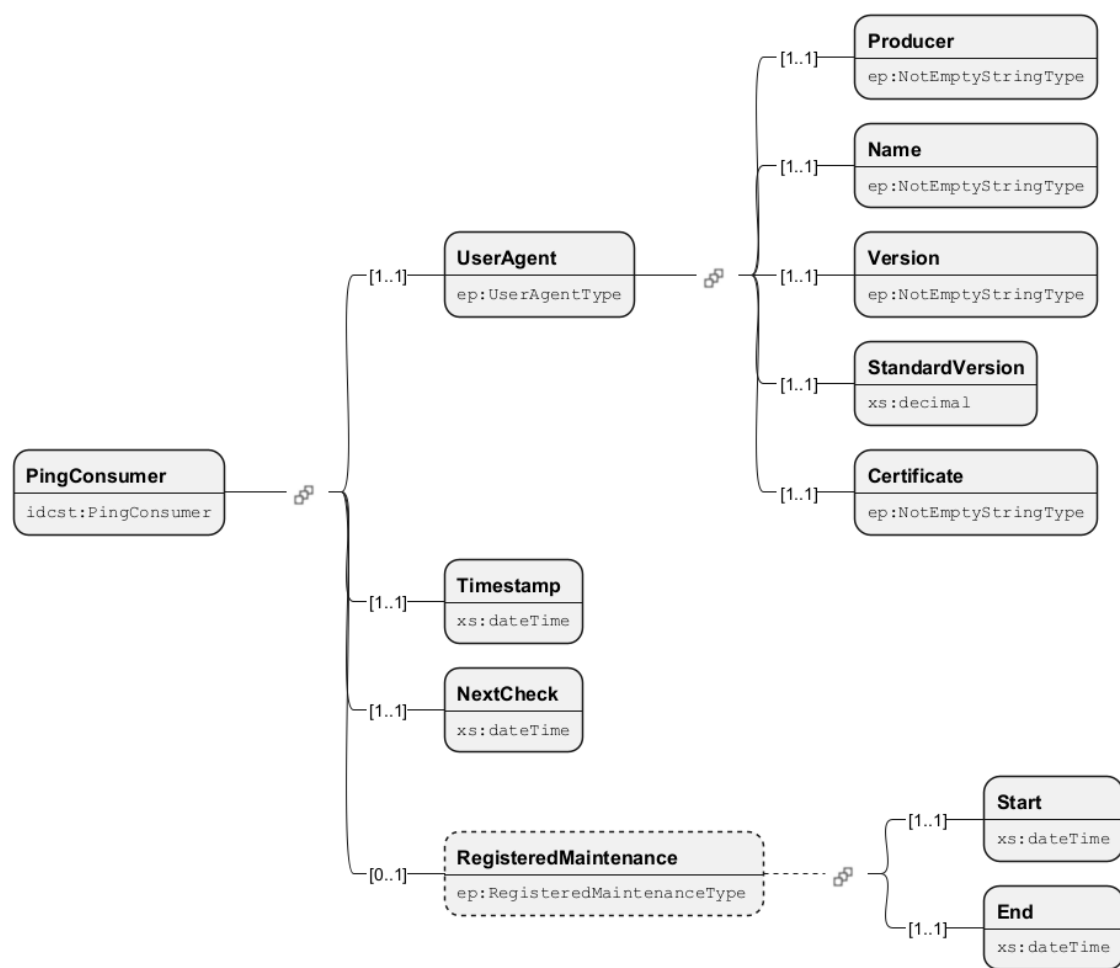 [1..1]
Producer
ep:NotEmptyStringType
[1..1]
Name
ep:NotEmptyStringType
[1..1]
UserAgent
ep:UserAgentType
[1..1]
Version
ep:NotEmptyStringType
[1..1]
StandardVersion
xs:decimal
PingConsumer
idcst:PingConsumer
[1..1]
Certificate
ep:NotEmptyStringType
[1..1]
Timestamp
xs:dateTime
[1..1]
NextCheck
xs:dateTime
[1..1]
Start
xs:dateTime
[0..1]
RegisteredMaintenance
ep:RegisteredMaintenanceType
[1..1]
End
xs:dateTime